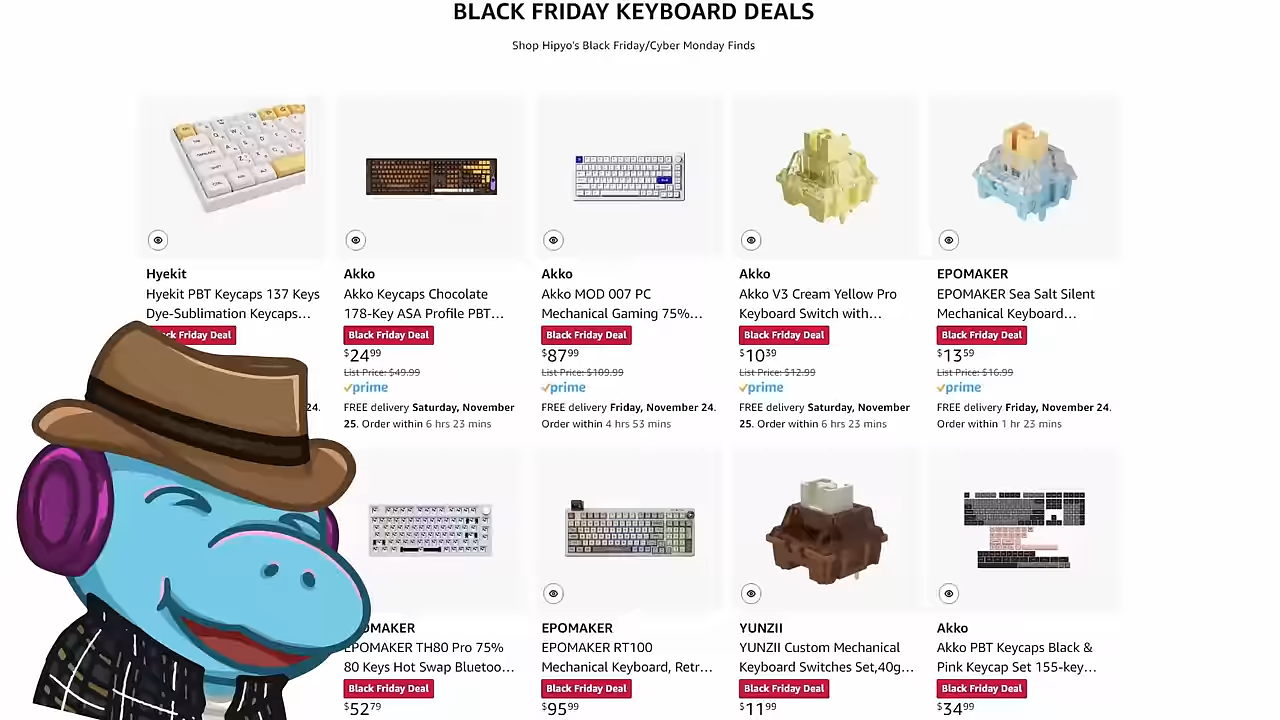 BLACK FRIDAY KEYBOARD DEALS
Shop Hipyo's Black Friday/Cyber Monday Finds
Hyekit
Hyekit PBT Keycaps 137 Keys
Dye-Sublimation Keycaps...
Friday Deal
24.
Akko
Akko Keycaps Chocolate
178-Key ASA Profile PBT...
Black Friday Deal
$24.99
List Price: $49.99
prime
FREE delivery Saturday, November
25. Order within 6 hrs 23 mins
Akko
Akko MOD 007 PC
Mechanical Gaming 75%...
Black Friday Deal
$87.99
List Price: $109.99
prime
FREE delivery Friday, November 24.
Order within 4 hrs 53 mins
Akko
Akko V3 Cream Yellow Pro
Keyboard Switch with...
Black Friday Deal
$10.39
List Price: $12.99
prime
FREE delivery Saturday, November
25. Order within 6 hrs 23 mins
EPOMAKER
EPOMAKER Sea Salt Silent
Mechanical Keyboard...
Black Friday Deal
$13.59
List Price: $16.99
prime
FREE delivery Friday, November 24.
Order within 1 hr 23 mins
OMAKER
EPOMAKER TH80 Pro 75%
80 Keys Hot Swap Bluetoo...
Black Friday Deal
$52.79
EPOMAKER
EPOMAKER RT100
Mechanical Keyboard, Retr...
Black Friday Deal
$95.99
YUNZII
YUNZII Custom Mechanical
Keyboard Switches Set,40g...
Black Friday Deal
$11.99
Akko
Akko PBT Keycaps Black &
Pink Keycap Set 155-key...
Black Friday Deal
$34.99